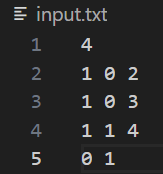 input.txt
1 4
2 1 0 2
3 1 0 3
4 1 1 4
5 0 1